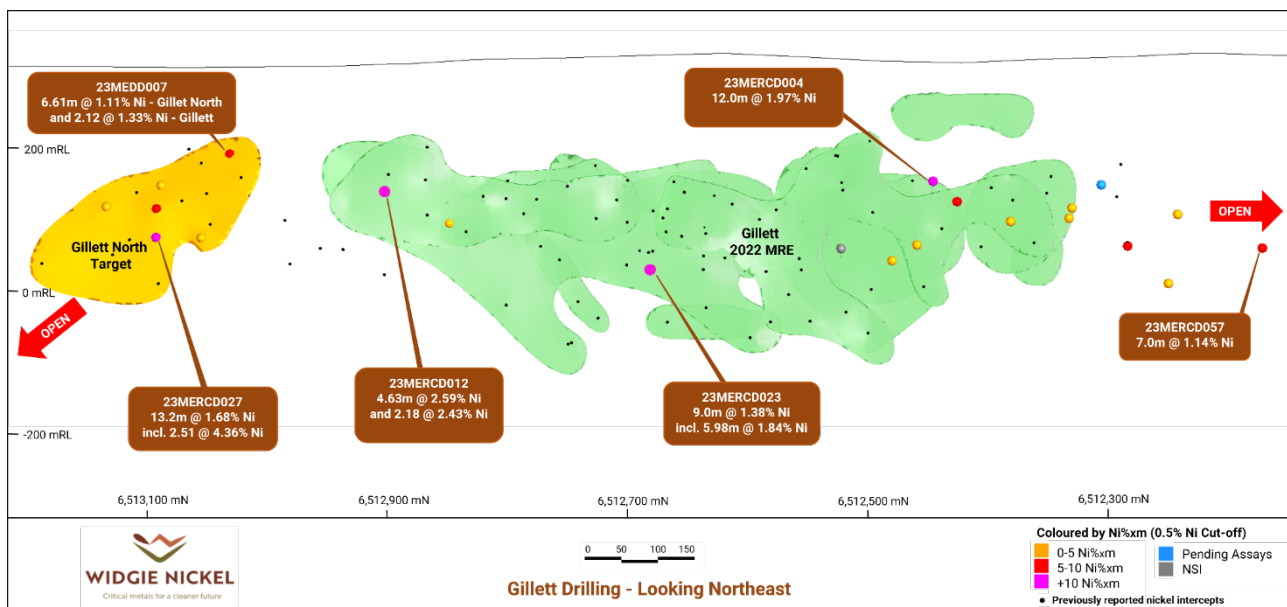 23MEDD007
6.61m @ 1.11% Ni - Gillet North
and 2.12 @ 1.33% Ni - Gillett
23MERCD004
12.0m @ 1.97% Ni
200 mRL
Gillett North
Target
Gillett
2022 MRE
OPEN
0 mRL
OPEN
23MERCD057
7.0m @ 1.14% Ni
23MERCD027
13.2m @ 1.68% Ni
incl. 2.51 @ 4.36% Ni
23MERCD012
4.63m @ 2.59% Ni
and 2.18 @ 2.43% Ni
23MERCD023
9.0m @ 1.38% Ni
incl. 5.98m @ 1.84% Ni
-200 mRL
6,513,100 mN
6,512,900 mN
6,512,700 mN
6,512,500 mN
6,512,300 mN
WIDGIE NICKEL
Critical metals for a cleaner future
0 50 100 150
Gillett Drilling - Looking Northeast
Coloured by Ni%xm (0.5% Ni Cut-off)
0-5 Ni%xm
5-10 Ni%xm
+10 Ni%xm
Pending Assays
NSI
Previously reported nickel intercepts